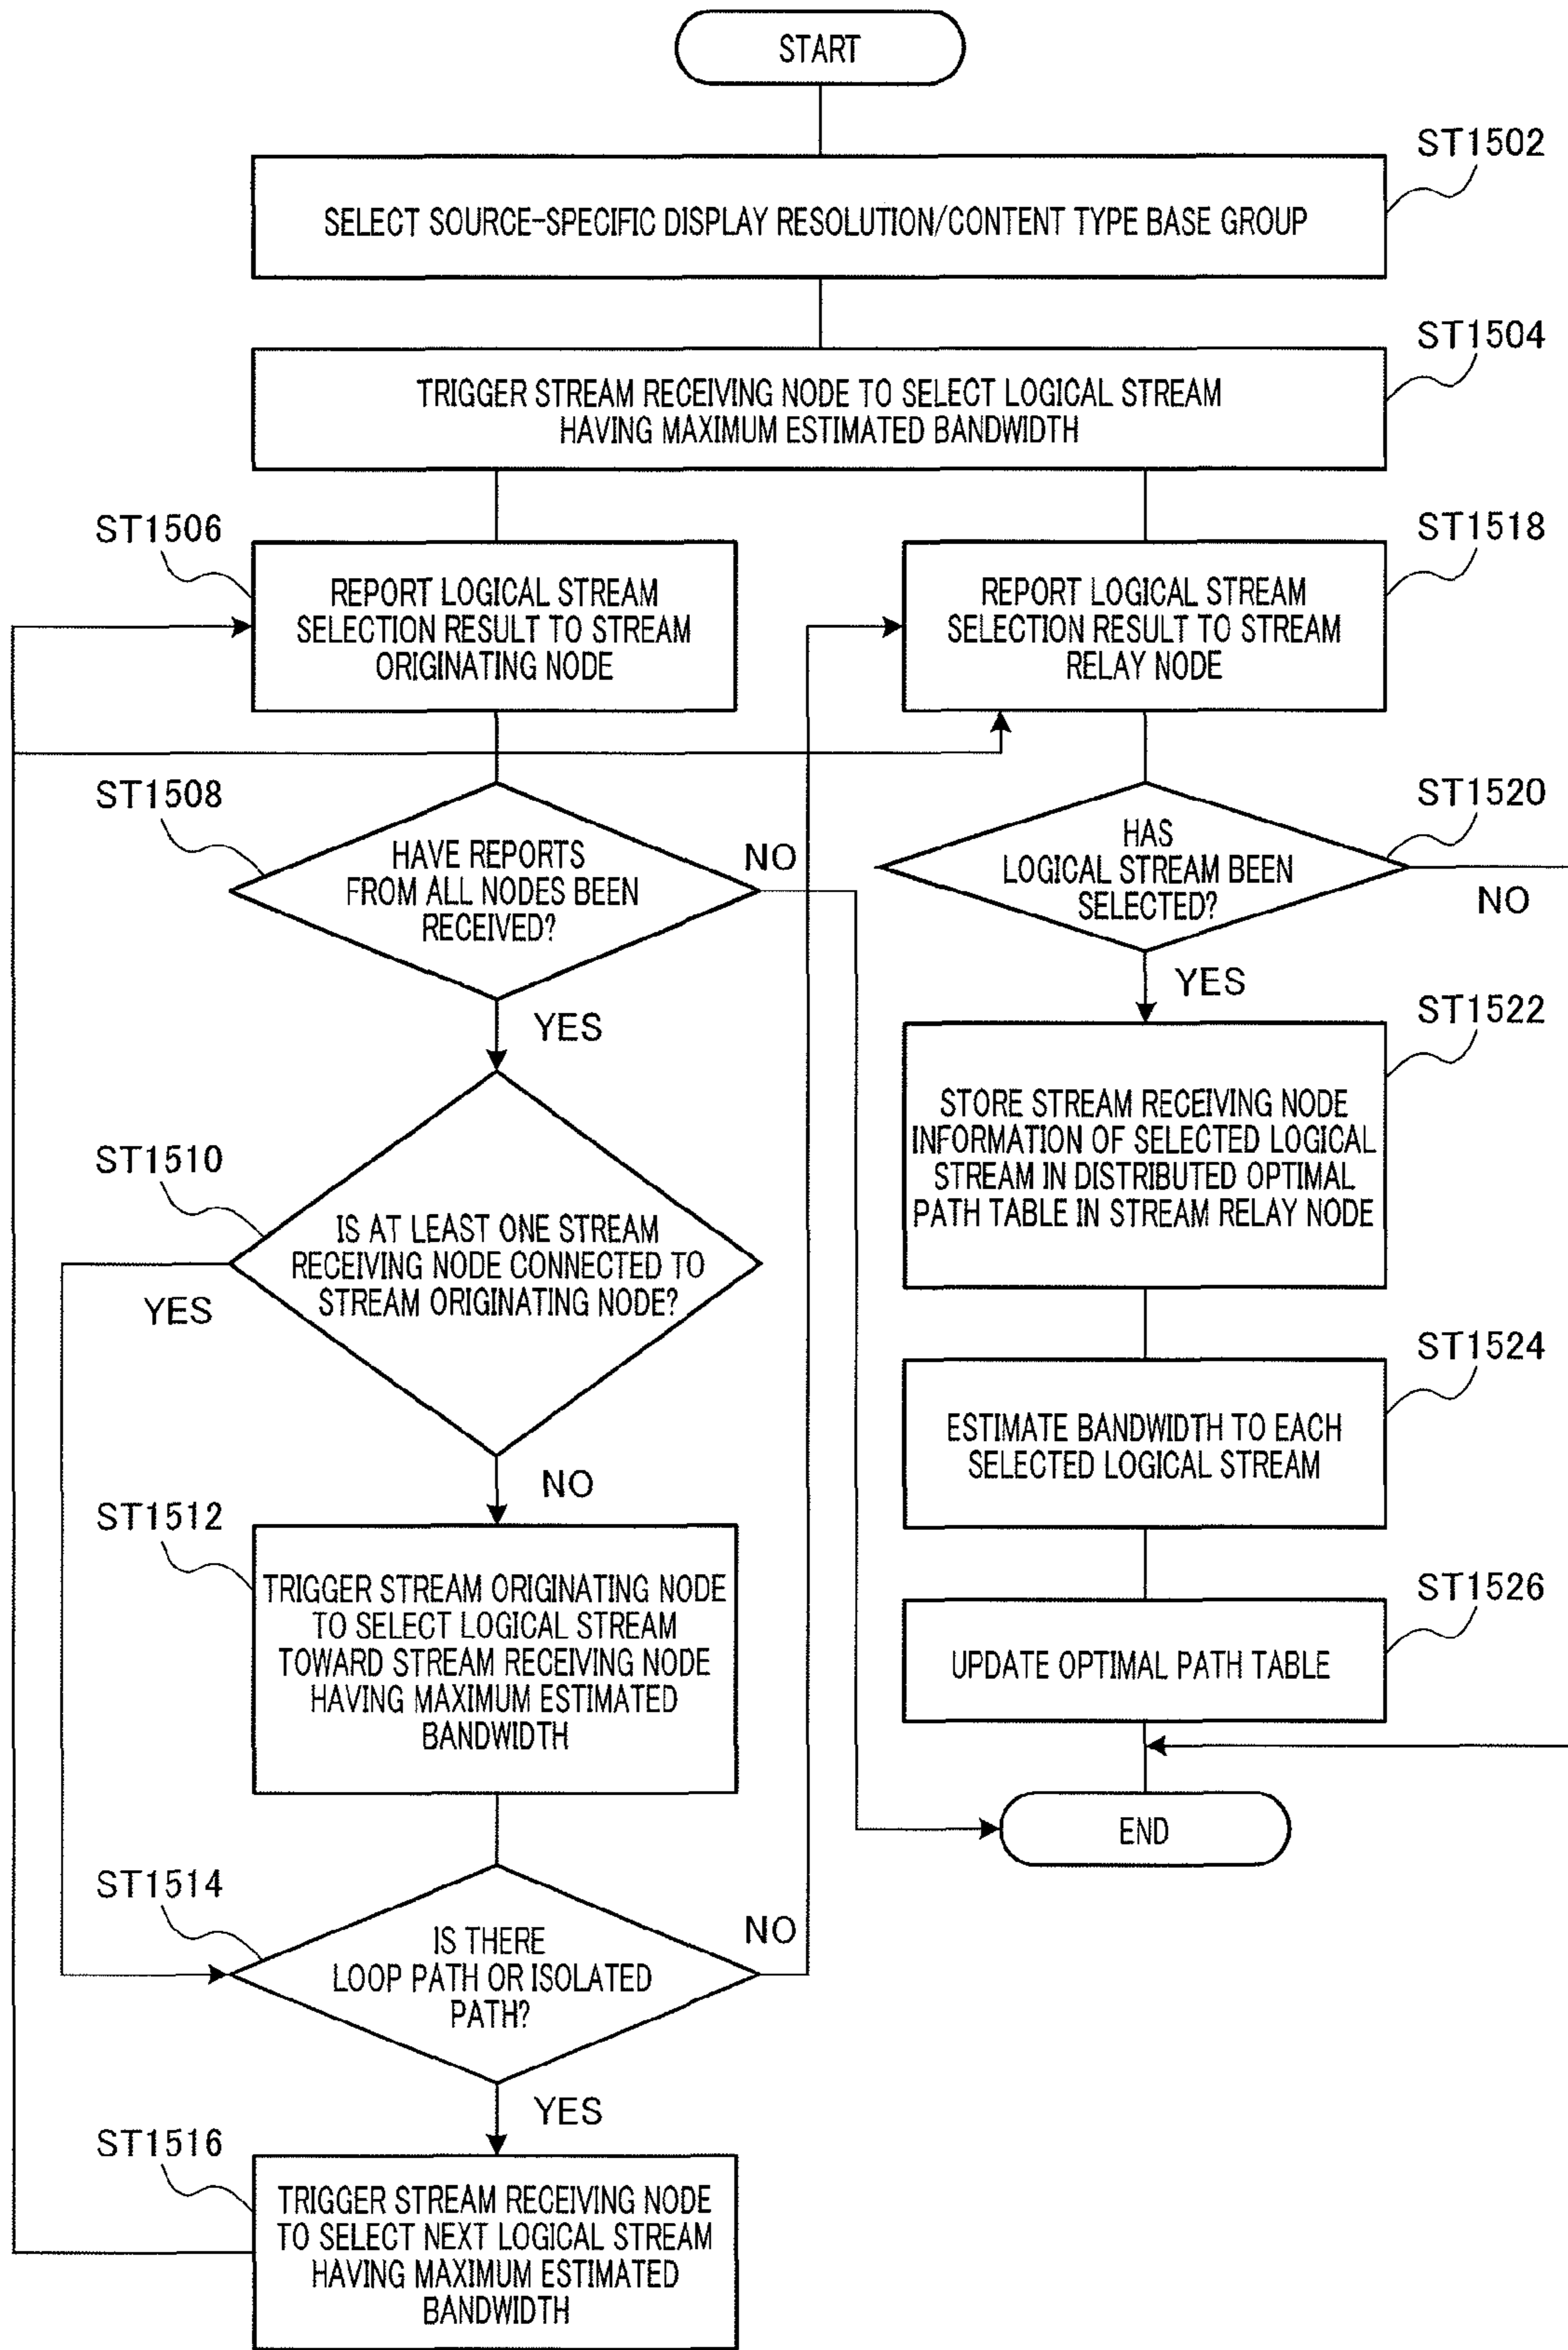 START
ST1502
SELECT SOURCE-SPECIFIC DISPLAY RESOLUTION/CONTENT TYPE BASE GROUP
ST1504
TRIGGER STREAM RECEIVING NODE TO SELECT LOGICAL STREAM
HAVING MAXIMUM ESTIMATED BANDWIDTH
ST1506
REPORT LOGICAL STREAM
SELECTION RESULT TO STREAM
ORIGINATING NODE
ST1508
HAVE REPORTS
FROM ALL NODES BEEN
RECEIVED?
NO
YES
ST1510
IS AT LEAST ONE STREAM
RECEIVING NODE CONNECTED TO
STREAM ORIGINATING NODE?
YES
NO
ST1512
TRIGGER STREAM ORIGINATING NODE
TO SELECT LOGICAL STREAM
TOWARD STREAM RECEIVING NODE
HAVING MAXIMUM ESTIMATED
BANDWIDTH
ST1514
IS THERE
LOOP PATH OR ISOLATED
PATH?
NO
YES
ST1516
TRIGGER STREAM RECEIVING NODE
TO SELECT NEXT LOGICAL STREAM
HAVING MAXIMUM ESTIMATED
BANDWIDTH
ST1518
REPORT LOGICAL STREAM
SELECTION RESULT TO STREAM
RELAY NODE
ST1520
HAS
LOGICAL STREAM BEEN
SELECTED?
NO
YES
ST1522
STORE STREAM RECEIVING NODE
INFORMATION OF SELECTED LOGICAL
STREAM IN DISTRIBUTED OPTIMAL
PATH TABLE IN STREAM RELAY NODE
ST1524
ESTIMATE BANDWIDTH TO EACH
SELECTED LOGICAL STREAM
ST1526
UPDATE OPTIMAL PATH TABLE
END